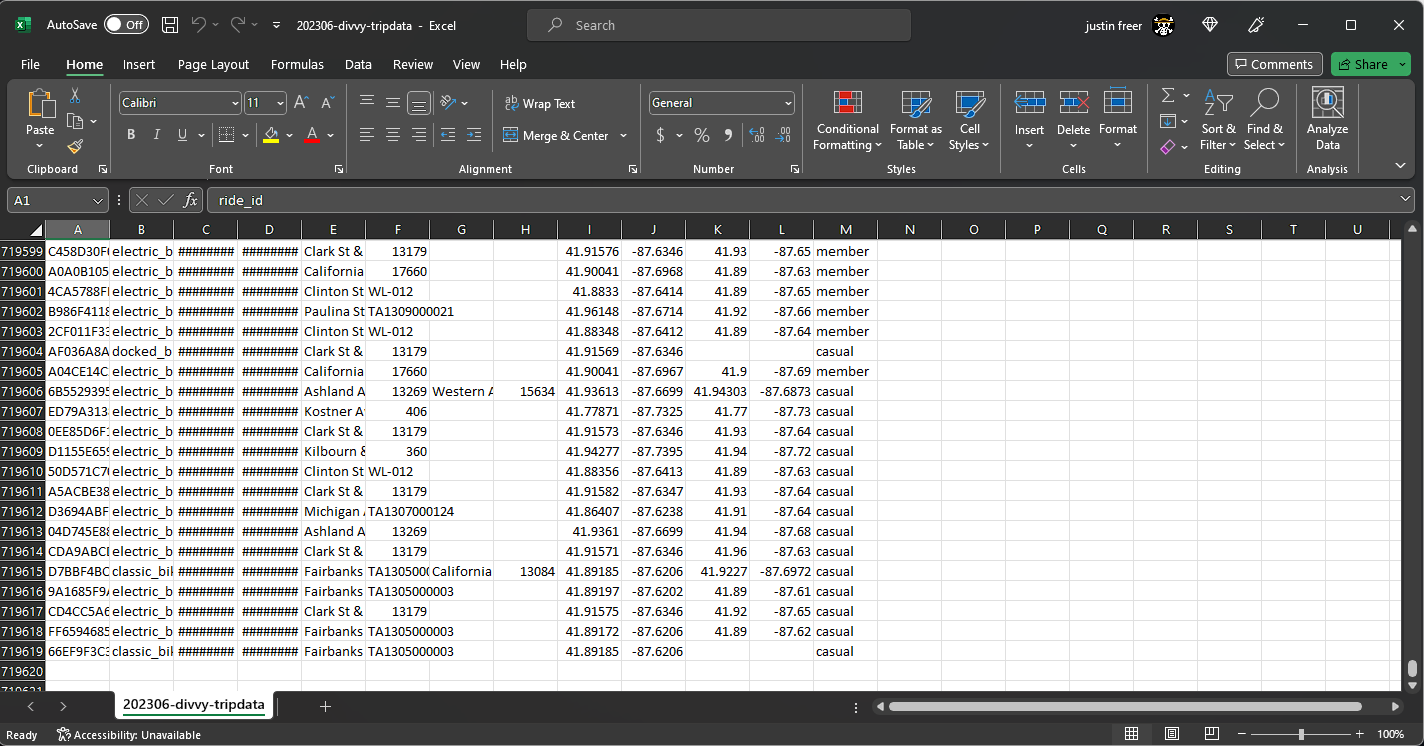 AutoSave Off 202306-divvy-tripdata - Excel Search justin freer
File Home Insert Page Layout Formulas Data Review View Help Comments Share
Paste
Clipboard
Calibri 11
B I U
Font
Wrap Text
Merge & Center
Alignment
General
$ %
Number
Conditional Formatting
Format as Table
Cell Styles
Styles
Insert Delete Format
Cells
Sort & Filter
Find & Select
Editing
Analyze Data
Analysis
A1 fx ride_id
A B C D E F G H I J K L M N O P Q R S T U
719599 C458D30F electric_b ######## ######## Clark St & 13179 41.91576 -87.6346 41.93 -87.65 member
719600 A0A0B105 electric_b ######## ######## California 17660 41.90041 -87.6968 41.89 -87.63 member
719601 4CA5788F electric_b ######## ######## Clinton St WL-012 41.8833 -87.6414 41.89 -87.65 member
719602 B986F4118 electric_b ######## ######## Paulina St TA1309000021 41.96148 -87.6714 41.92 -87.66 member
719603 2CF011F33 electric_b ######## ######## Clinton St WL-012 41.88348 -87.6412 41.89 -87.64 member
719604 AF036A8A docked_b ######## ######## Clark St & 13179 41.91569 -87.6346 casual
719605 A04CE14C electric_b ######## ######## California 17660 41.90041 -87.6967 41.9 -87.69 member
719606 6B5529395 electric_b ######## ######## Ashland A 13269 Western A 15634 41.93613 -87.6699 41.94303 -87.6873 casual
719607 ED79A313 electric_b ######## ######## Kostner A 406 41.77871 -87.7325 41.77 -87.73 casual
719608 0EE85D6F electric_b ######## ######## Clark St & 13179 41.91573 -87.6346 41.93 -87.64 casual
719609 D1155E659 electric_b ######## ######## Kilbourn & 360 41.94277 -87.7395 41.94 -87.72 casual
719610 50D571C7 electric_b ######## ######## Clinton St WL-012 41.88356 -87.6413 41.89 -87.63 casual
719611 A5ACBE38 electric_b ######## ######## Clark St & 13179 41.91582 -87.6347 41.93 -87.64 casual
719612 D3694ABF electric_b ######## ######## Michigan TA1307000124 41.86407 -87.6238 41.91 -87.64 casual
719613 04D745E8 electric_b ######## ######## Ashland A 13269 41.9361 -87.6699 41.94 -87.68 casual
719614 CDA9ABC electric_b ######## ######## Clark St & 13179 41.91571 -87.6346 41.96 -87.63 casual
719615 D7BBF4BC classic_bi ######## ######## Fairbanks TA130500 California 13084 41.89185 -87.6206 41.9227 -87.6972 casual
719616 9A1685F9 electric_b ######## ######## Fairbanks TA1305000003 41.89197 -87.6202 41.89 -87.61 casual
719617 CD4CC5A6 electric_b ######## ######## Clark St & 13179 41.91575 -87.6346 41.92 -87.65 casual
719618 FF6594685 electric_b ######## ######## Fairbanks TA1305000003 41.89172 -87.6206 41.89 -87.62 casual
719619 66EF9F3C3 classic_bi ######## ######## Fairbanks TA1305000003 41.89185 -87.6206 casual
719620
202306-divvy-tripdata
Ready Accessibility: Unavailable 100%